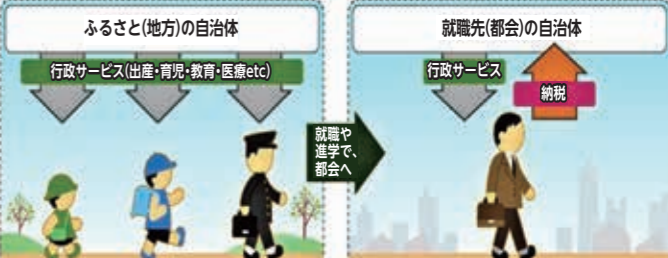 ふるさと(地方)の自治体
行政サービス(出産・育児・教育・医療etc)
就職や
進学で、
都会へ
就職先(都会)の自治体
行政サービス
納税